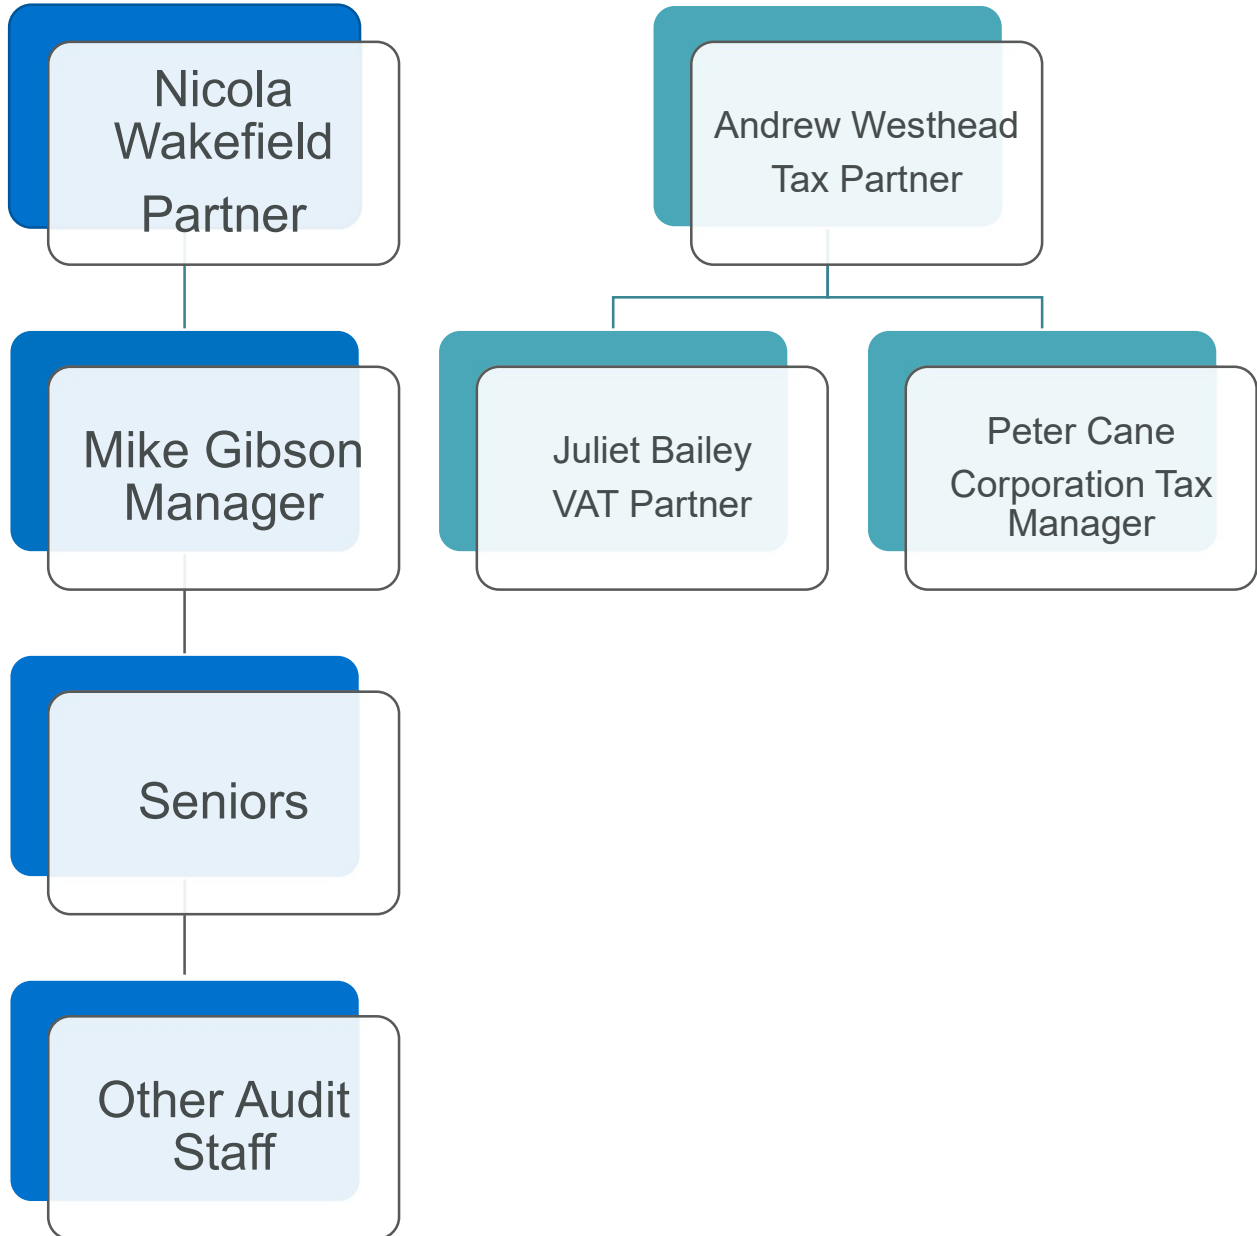 Nicola
Wakefield
Partner
Andrew Westhead
Tax Partner
Mike Gibson
Manager
Juliet Bailey
VAT Partner
Peter Cane
Corporation Tax
Manager
Seniors
Other Audit
Staff